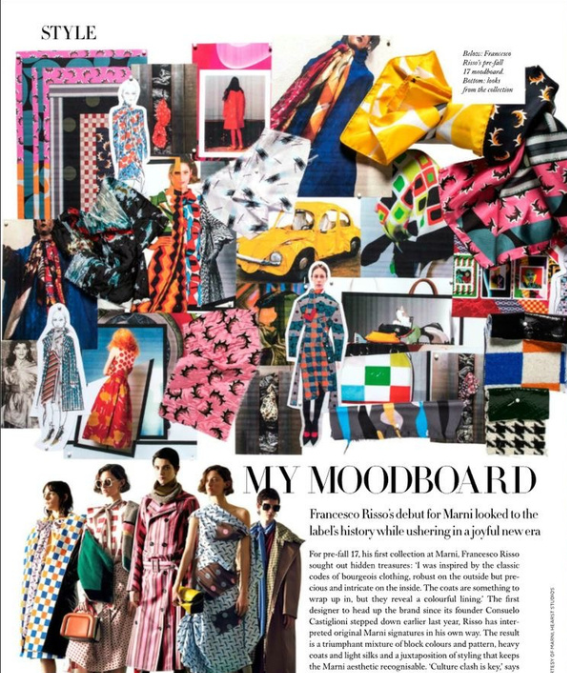 STYLE
Below: Francesco
Risso's pre-fall
17 moodboard.
Bottom: looks
from the collection
MY MOODBOARD
Francesco Risso's debut for Marni looked to the
label's history while ushering in a joyful new era
For pre-fall 17, his first collection at Marni, Francesco Risso
sought out hidden treasures: 'I was inspired by the classic
codes of bourgeois clothing, robust on the outside but pre-
cious and intricate on the inside. The coats are something to
wrap up in, but they reveal a colourful lining.' The first
designer to head up the brand since its founder Consuelo
Castiglioni stepped down earlier last year, Risso has inter-
preted original Marni signatures in his own way. The result
is a triumphant mixture of block colours and pattern, heavy
coats and light silks and a juxtaposition of styling that keeps
the Marni aesthetic recognisable. 'Culture clash is key,' says
RTESY OF MARNI, HEARST STUDIOS